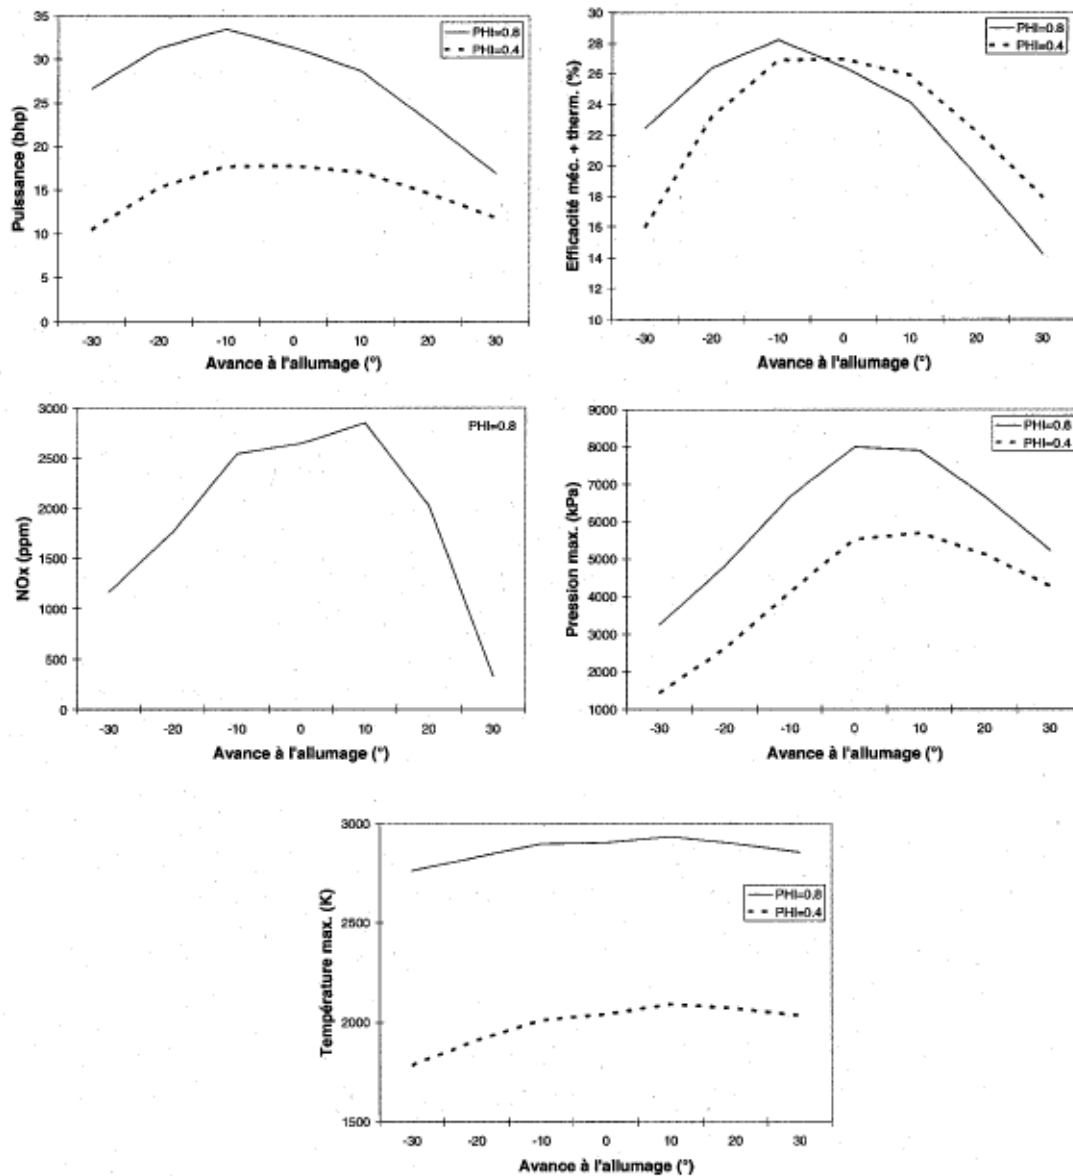 35
30
25
20
15
10
5
0
Puissance (bhp)
PHI=0.8
PHI=0.4
-30 -20 -10 0 10 20 30
Avance à l'allumage (°)
30
28
26
24
22
20
18
16
14
12
10
Efficacité méc. + therm. (%)
PHI=0.8
PHI=0.4
-30 -20 -10 0 10 20 30
Avance à l'allumage (°)
3000
2500
2000
1500
1000
500
0
NOx (ppm)
PHI=0.8
-30 -20 -10 0 10 20 30
Avance à l'allumage (°)
9000
8000
7000
6000
5000
4000
3000
2000
1000
Pression max. (kPa)
PHI=0.8
PHI=0.4
-30 -20 -10 0 10 20 30
Avance à l'allumage (°)
3000
2500
2000
1500
Température max. (K)
PHI=0.8
PHI=0.4
-30 -20 -10 0 10 20 30
Avance à l'allumage (°)